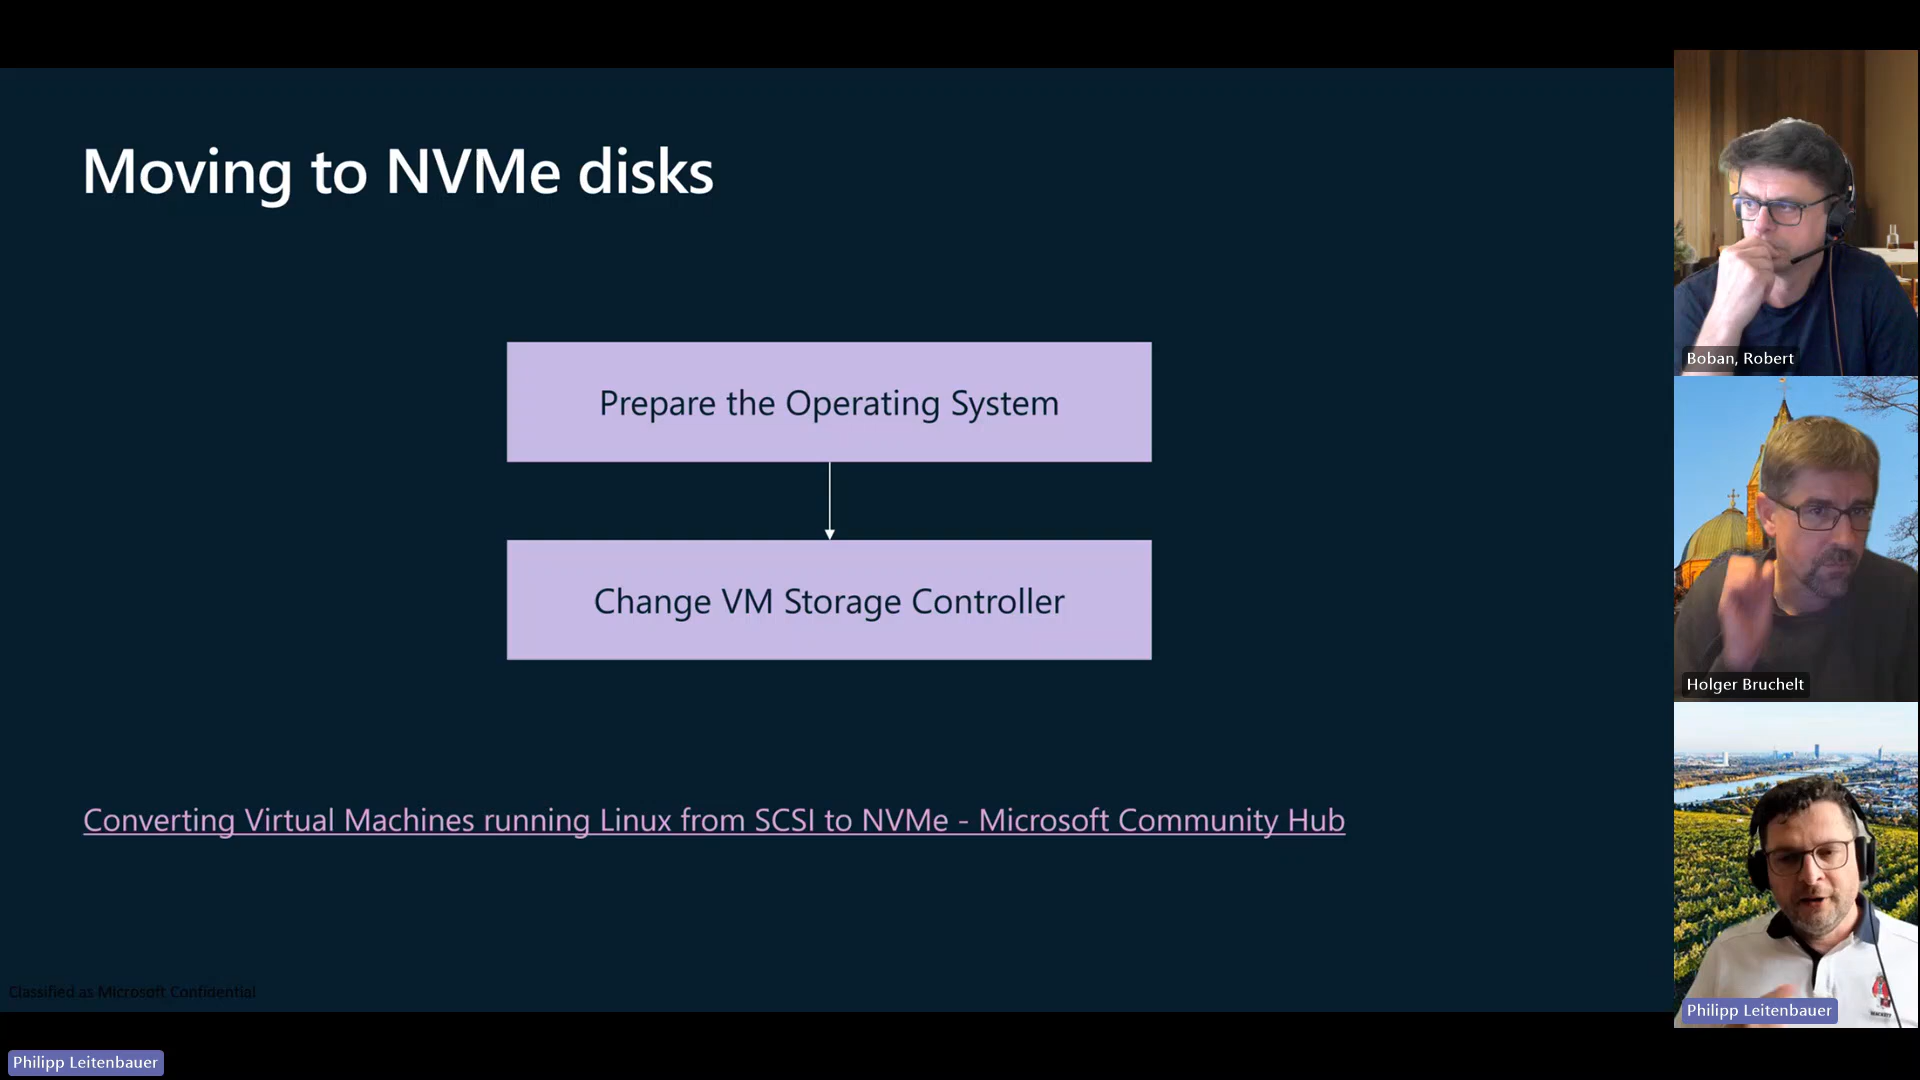 Moving to NVMe disks
Prepare the Operating System
Change VM Storage Controller
Converting Virtual Machines running Linux from SCSI to NVMe - Microsoft Community Hub
Classified as Microsoft Confidential
Boban, Robert
Holger Bruchelt
Philipp Leitenbauer
Philipp Leitenbauer